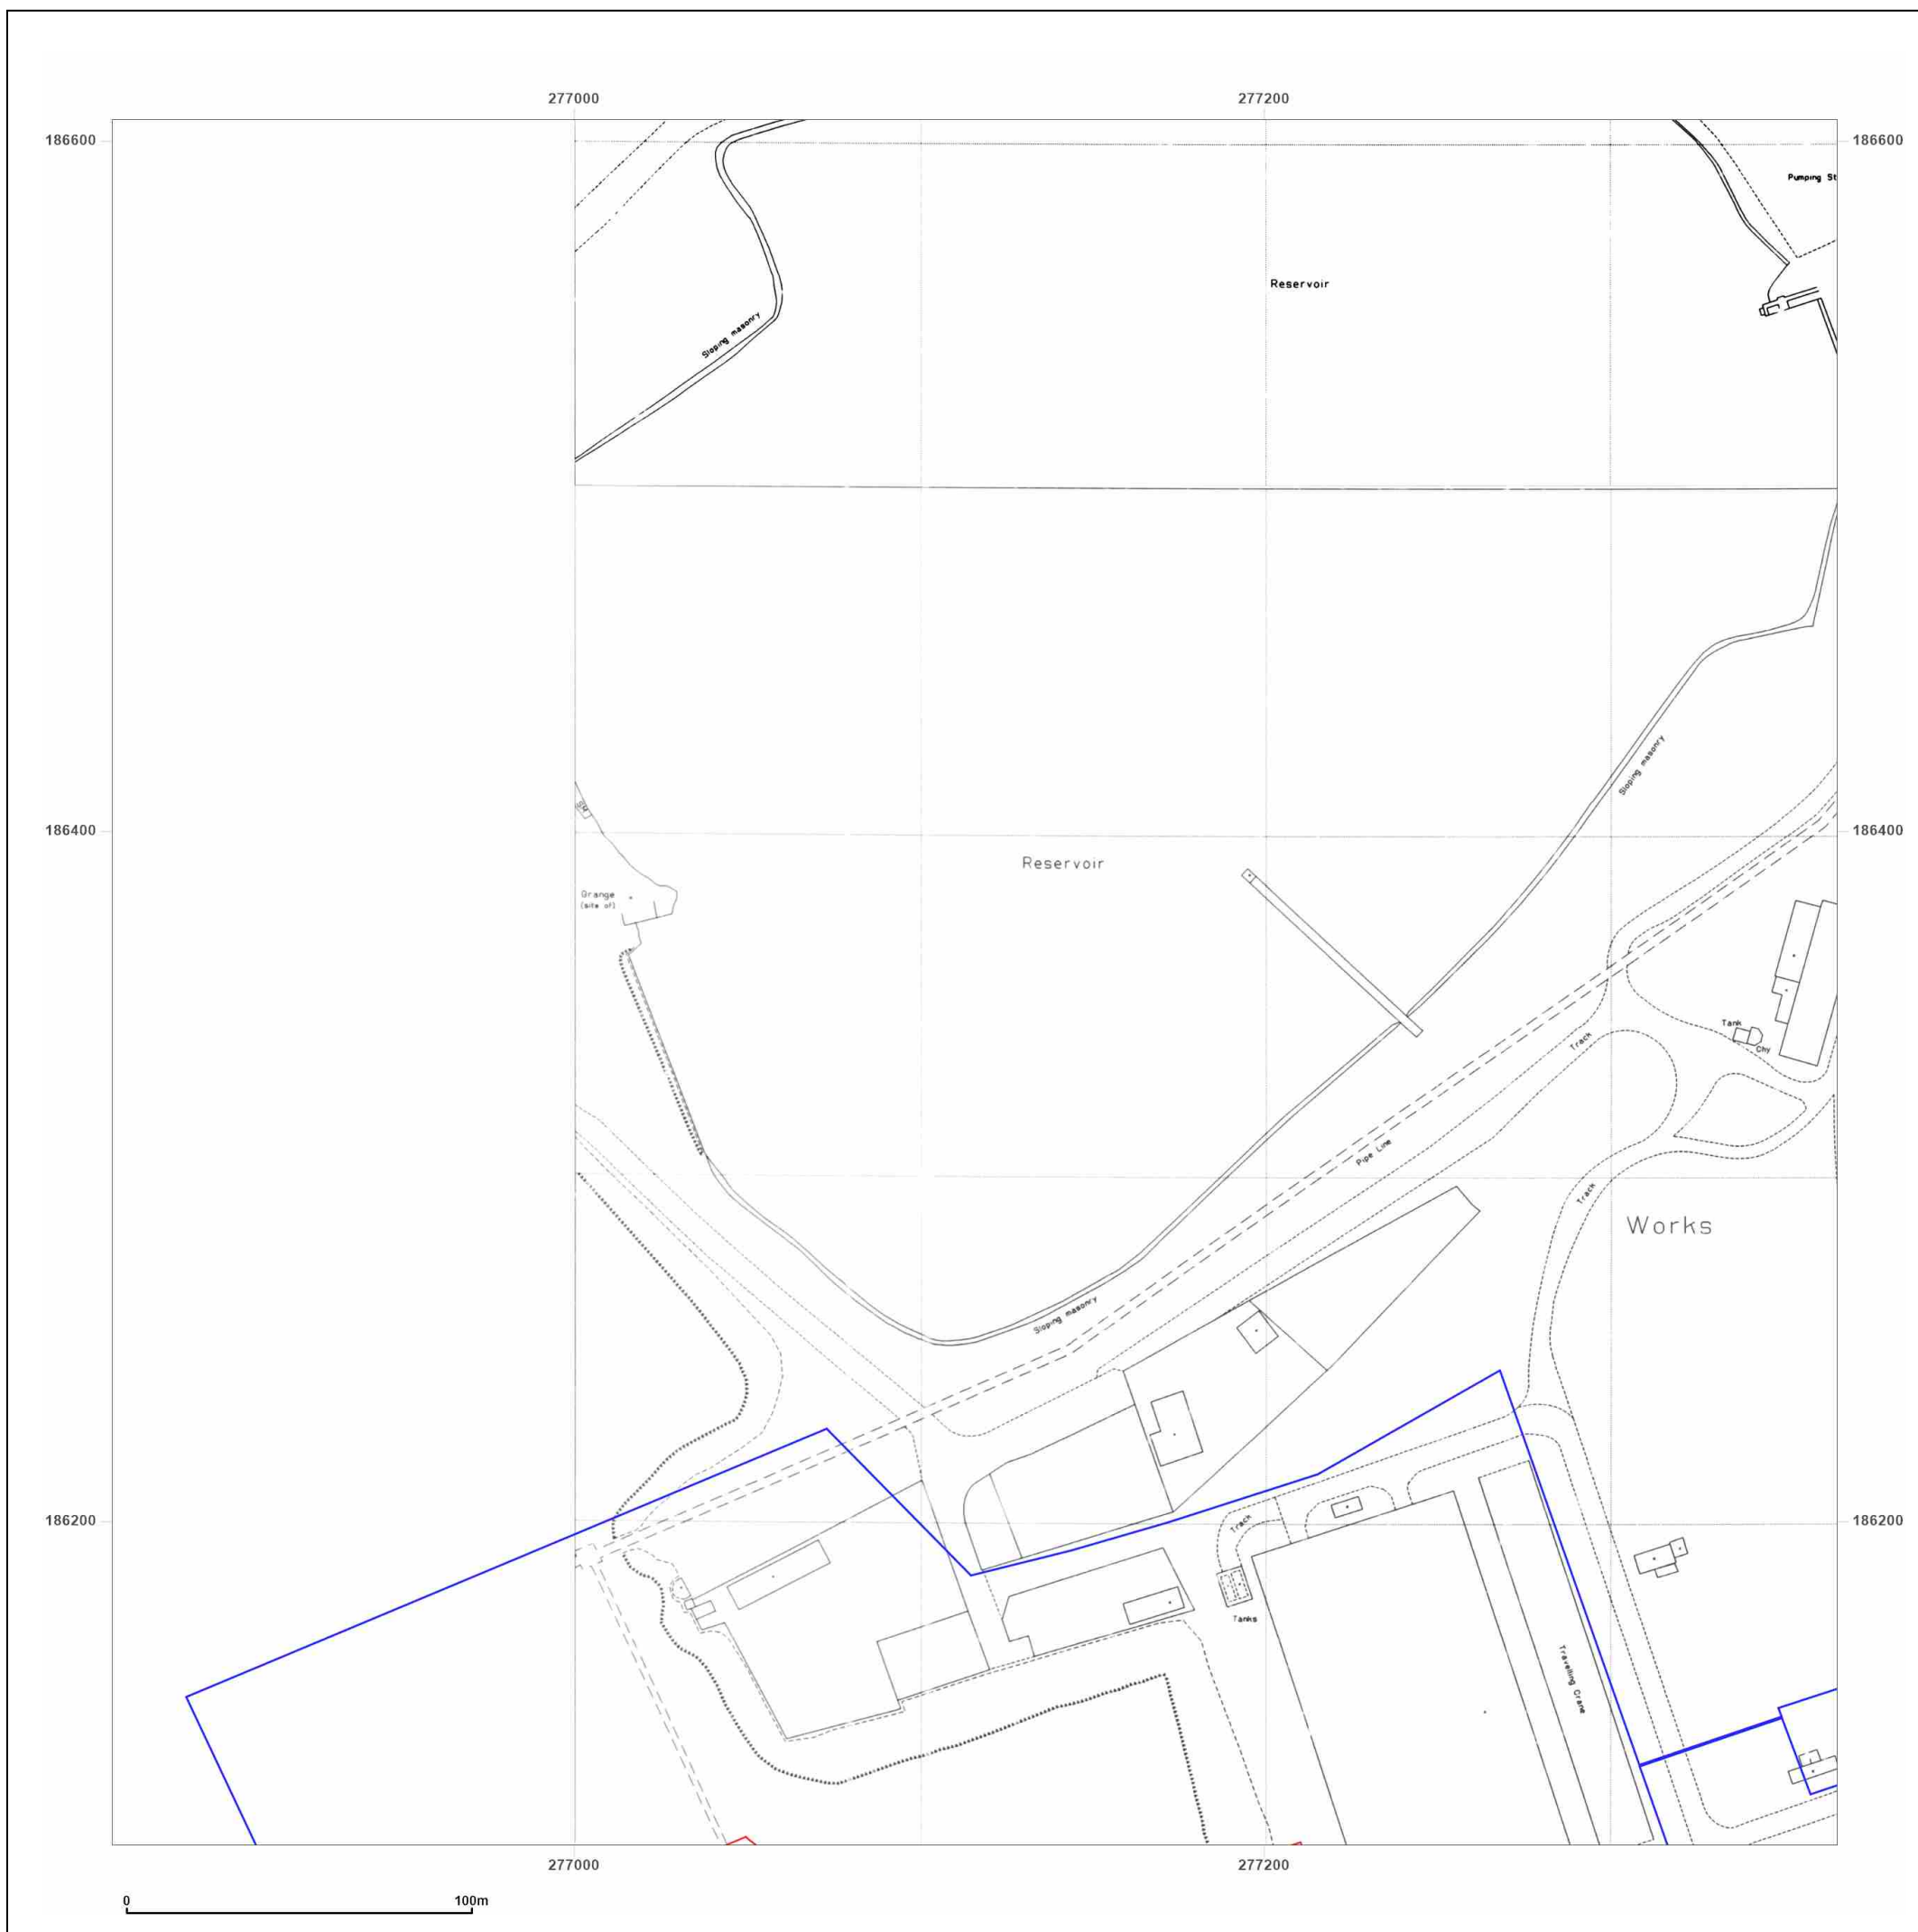 277000
277200
186600
186600
Pumping St
Reservoir
Sloping masonry
Sloping masonry
186400
186400
Reservoir
Grange
(site of)
Tank
Chy
Track
Pipe Line
Track
Works
Sloping masonry
186200
186200
Track
Tanks
Travelling Crane
277000
277200
0
100m